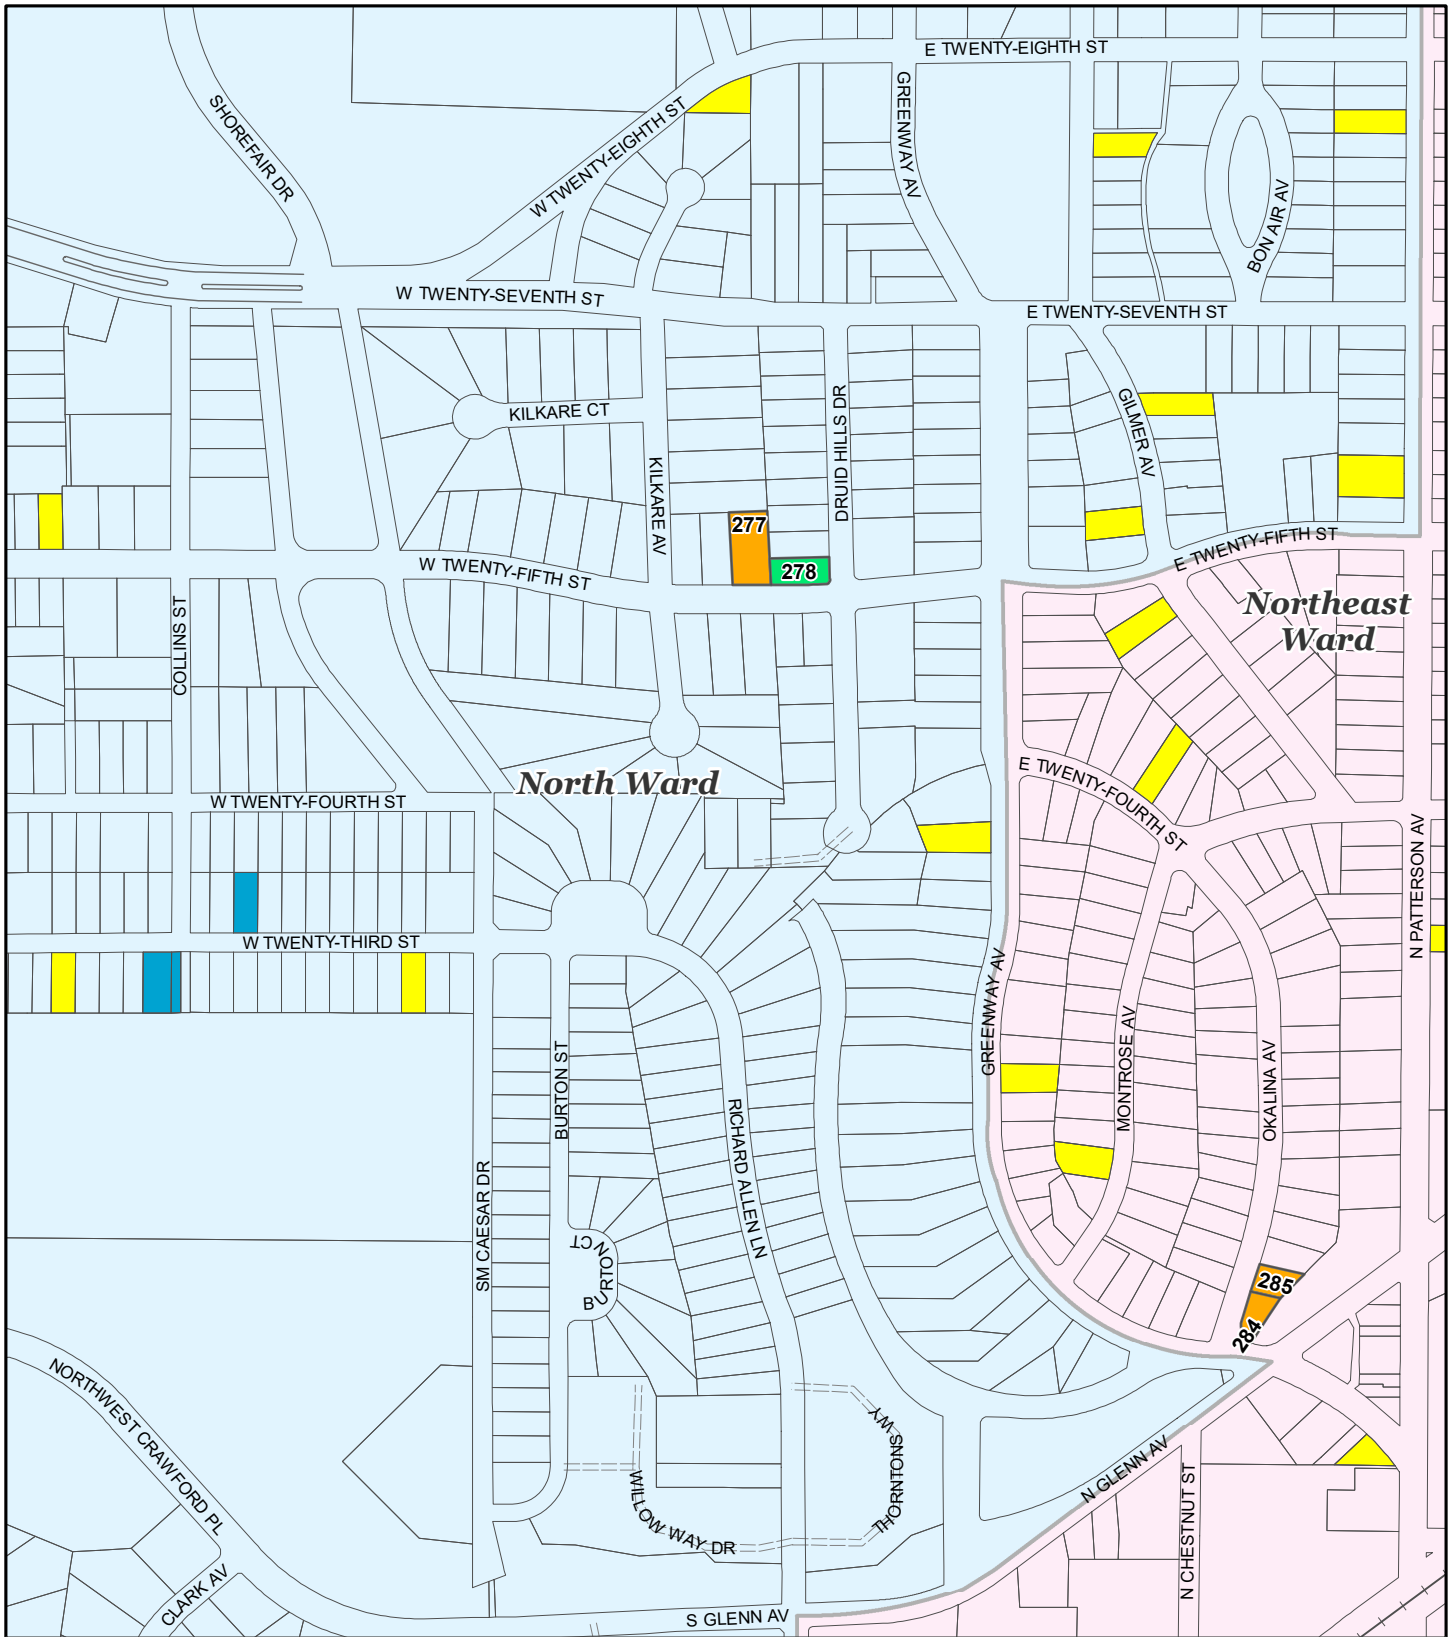 E TWENTY-EIGHTH ST
SHOREFAIR DR
W TWENTY-EIGHTH ST
GREENWAY AV
BON AIR AV
W TWENTY-SEVENTH ST
E TWENTY-SEVENTH ST
KILKARE CT
DRUID HILLS DR
GILMER AV
KILKARE AV
277
278
E TWENTY-FIFTH ST
W TWENTY-FIFTH ST
COLLINS ST
Northeast
Ward
North Ward
E TWENTY-FOURTH ST
W TWENTY-FOURTH ST
N PATTERSON AV
W TWENTY-THIRD ST
GREENWAY AV
MONTROSE AV
OKALINA AV
BURTON ST
RICHARD ALLEN LN
SM CAESAR DR
BURTON CT
285
284
NORTHWEST CRAWFORD PL
THORNTONS WY
WILLOW WAY DR
N GLENN AV
N CHESTNUT ST
CLARK AV
S GLENN AV